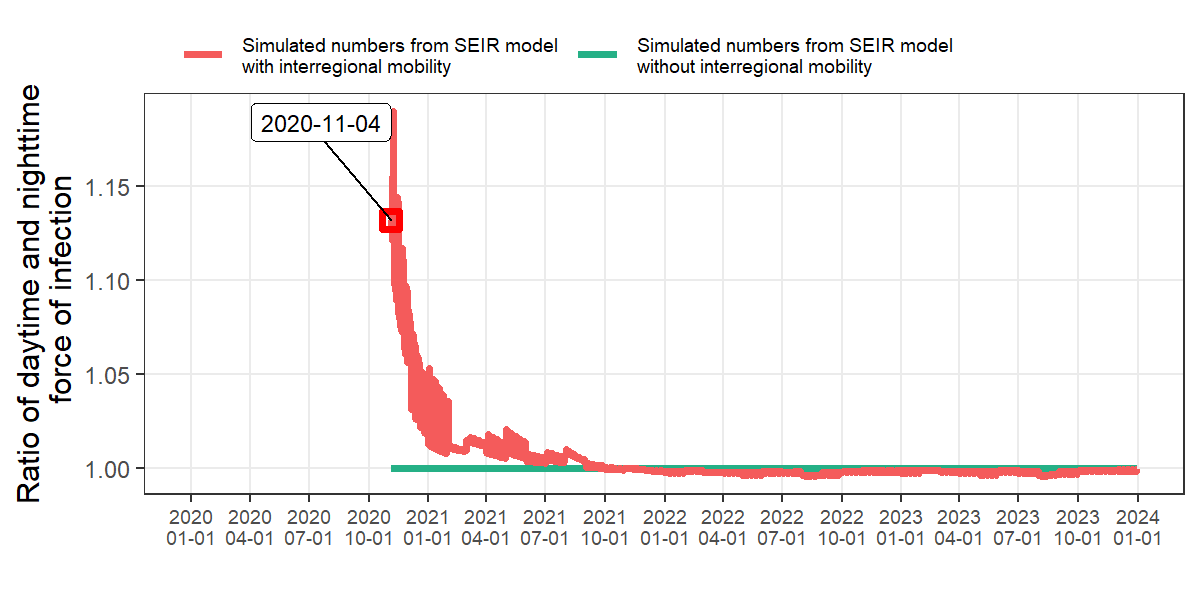 Simulated numbers from SEIR model
with interregional mobility
Simulated numbers from SEIR model
without interregional mobility
Ratio of daytime and nighttime
force of infection
2020-11-04
1.15
1.10
1.05
1.00
2020 2020 2020 2020 2021 2021 2021 2021 2022 2022 2022 2022 2023 2023 2023 2023 2024
01-01 04-01 07-01 10-01 01-01 04-01 07-01 10-01 01-01 04-01 07-01 10-01 01-01 04-01 07-01 10-01 01-01